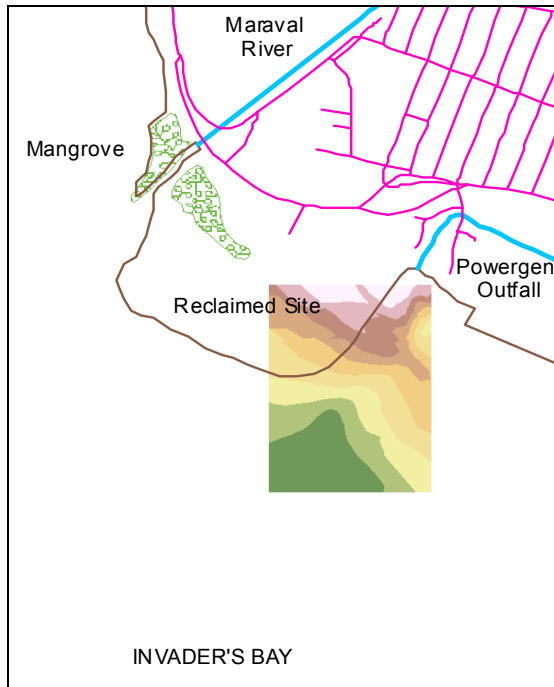 Maraval
River
Mangrove
Powergen
Outfall
Reclaimed Site
INVADER'S BAY